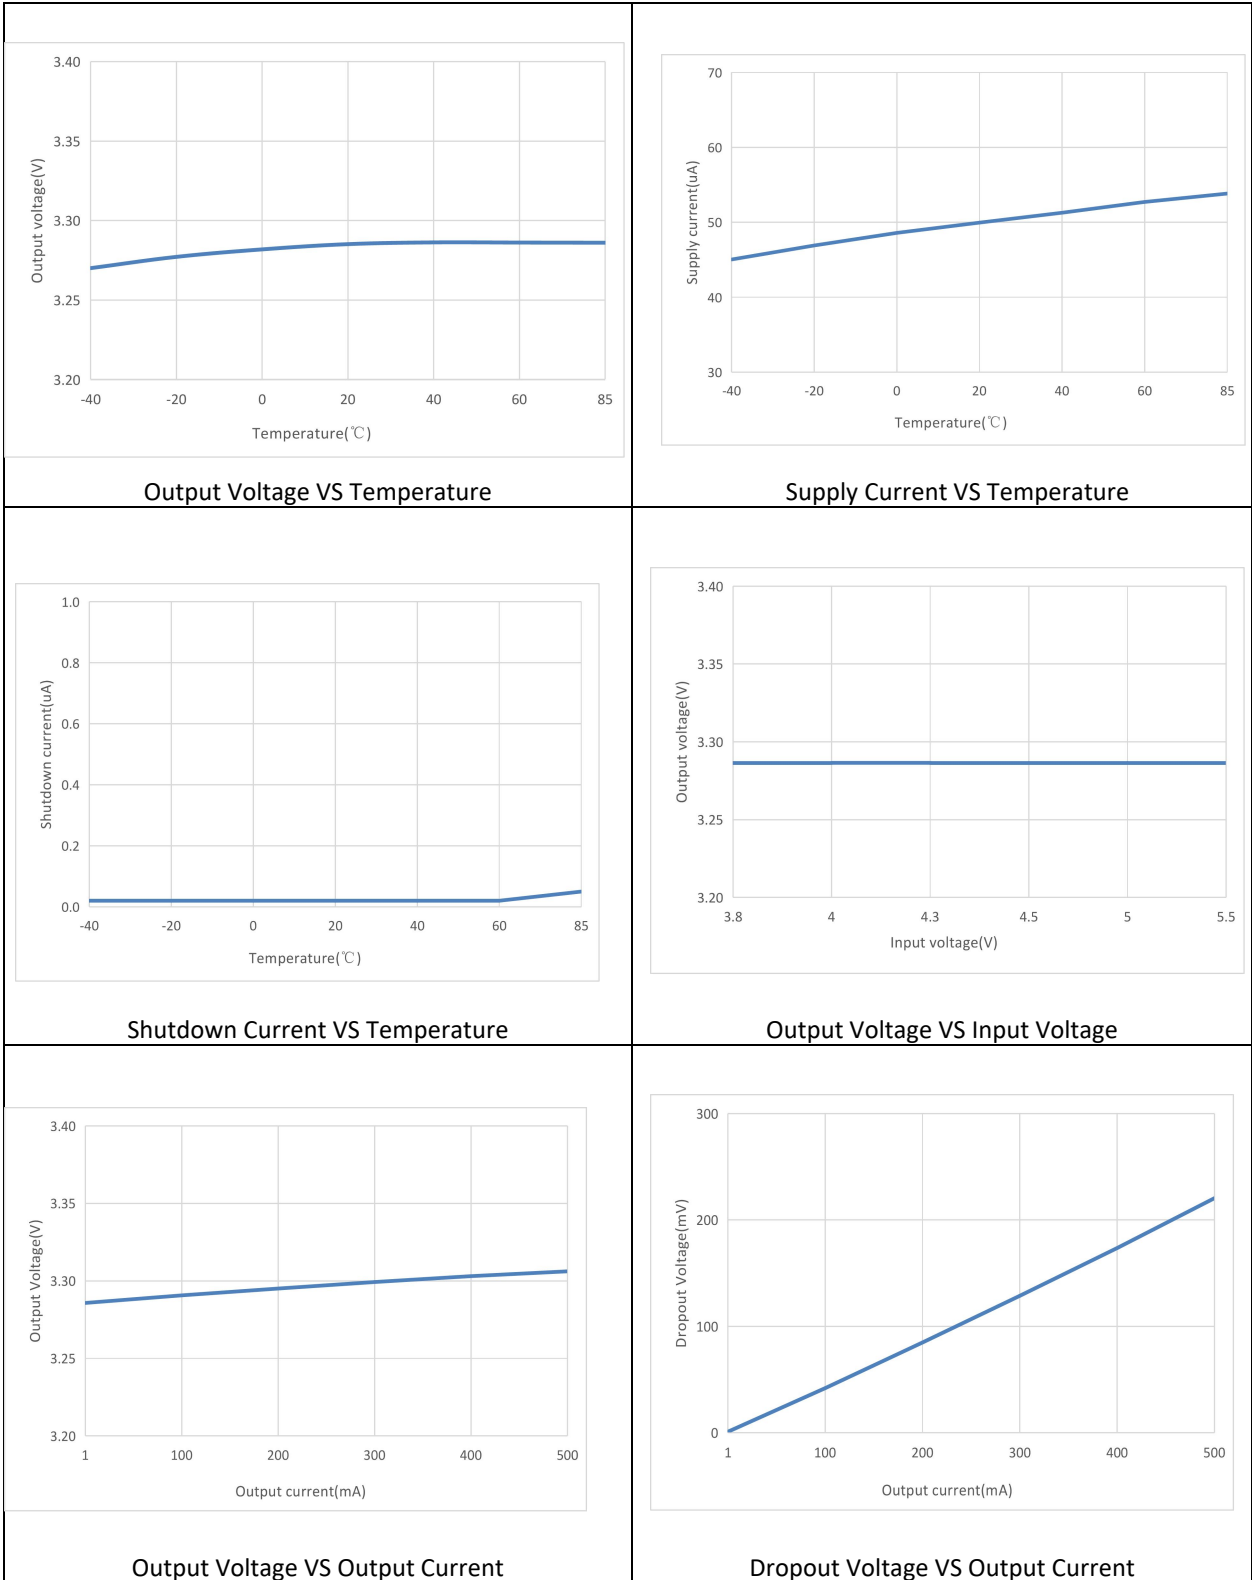 3.40
3.35
3.30
3.25
3.20
Output voltage(V)
-40 -20 0 20 40 60 85
Temperature(℃)
Output Voltage VS Temperature
70
60
50
40
30
Supply current(uA)
-40 -20 0 20 40 60 85
Temperature(℃)
Supply Current VS Temperature
1.0
0.8
0.6
0.4
0.2
0.0
Shutdown current(uA)
-40 -20 0 20 40 60 85
Temperature(℃)
Shutdown Current VS Temperature
3.40
3.35
3.30
3.25
3.20
Output voltage(V)
3.8 4 4.3 4.5 5 5.5
Input voltage(V)
Output Voltage VS Input Voltage
3.40
3.35
3.30
3.25
3.20
Output Voltage(V)
1 100 200 300 400 500
Output current(mA)
Output Voltage VS Output Current
300
200
100
0
Dropout Voltage(mV)
1 100 200 300 400 500
Output current(mA)
Dropout Voltage VS Output Current